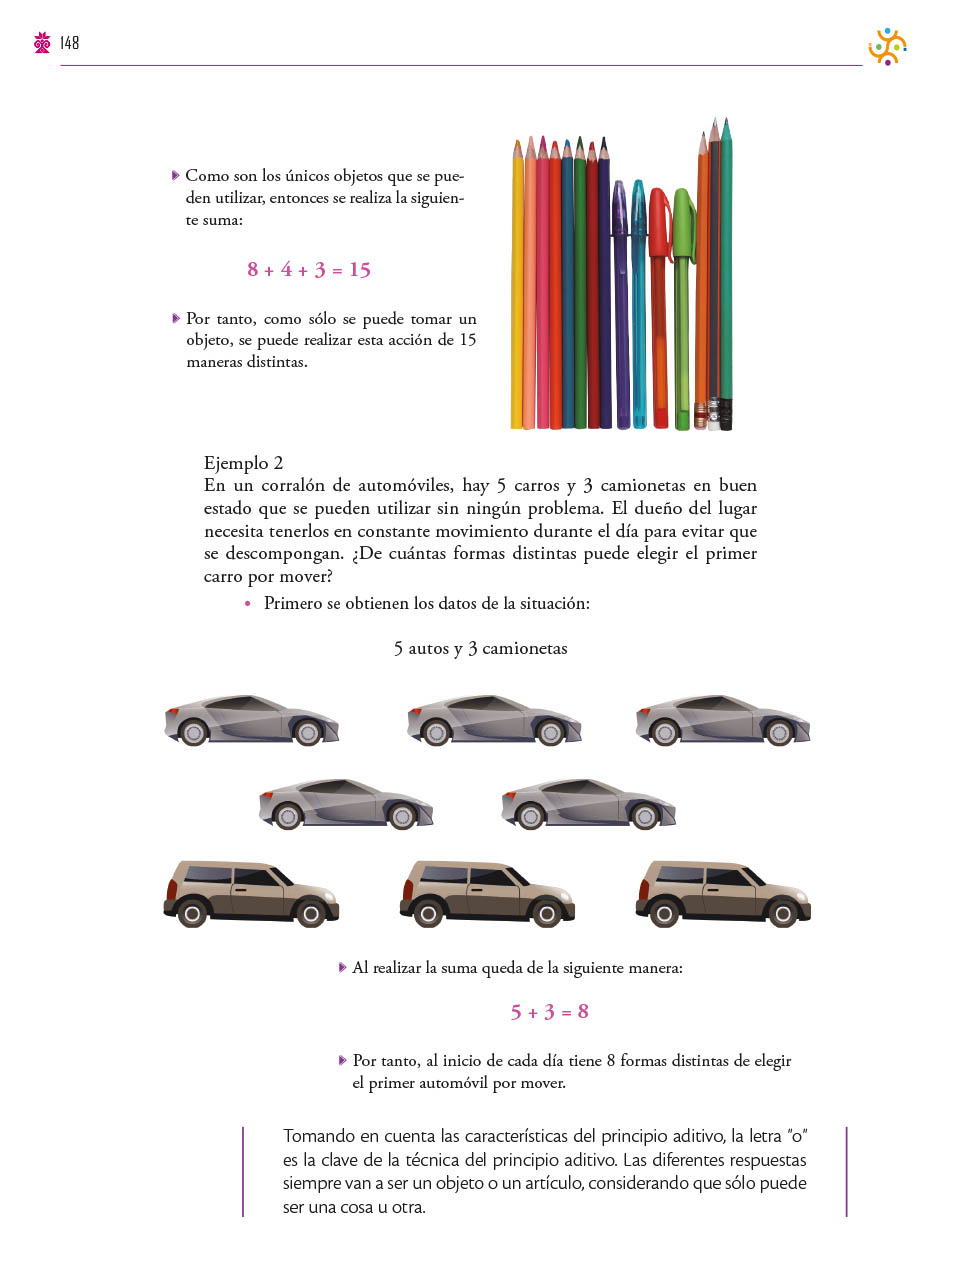 148
Como son los únicos objetos que se pue-
den utilizar, entonces se realiza la siguien-
te suma:
8 + 4 + 3 = 15
Por tanto, como sólo se puede tomar un
objeto, se puede realizar esta acción de 15
maneras distintas.
Ejemplo 2
En un corralón de automóviles, hay 5 carros y 3 camionetas en buen
estado que se pueden utilizar sin ningún problema. El dueño del lugar
necesita tenerlos en constante movimiento durante el día para evitar que
se descompongan. ¿De cuántas formas distintas puede elegir el primer
carro por mover?
• Primero se obtienen los datos de la situación:
5 autos y 3 camionetas
Al realizar la suma queda de la siguiente manera:
5 + 3 = 8
Por tanto, al inicio de cada día tiene 8 formas distintas de elegir
el primer automóvil por mover.
Tomando en cuenta las características del principio aditivo, la letra "o"
es la clave de la técnica del principio aditivo. Las diferentes respuestas
siempre van a ser un objeto o un artículo, considerando que sólo puede
ser una cosa u otra.